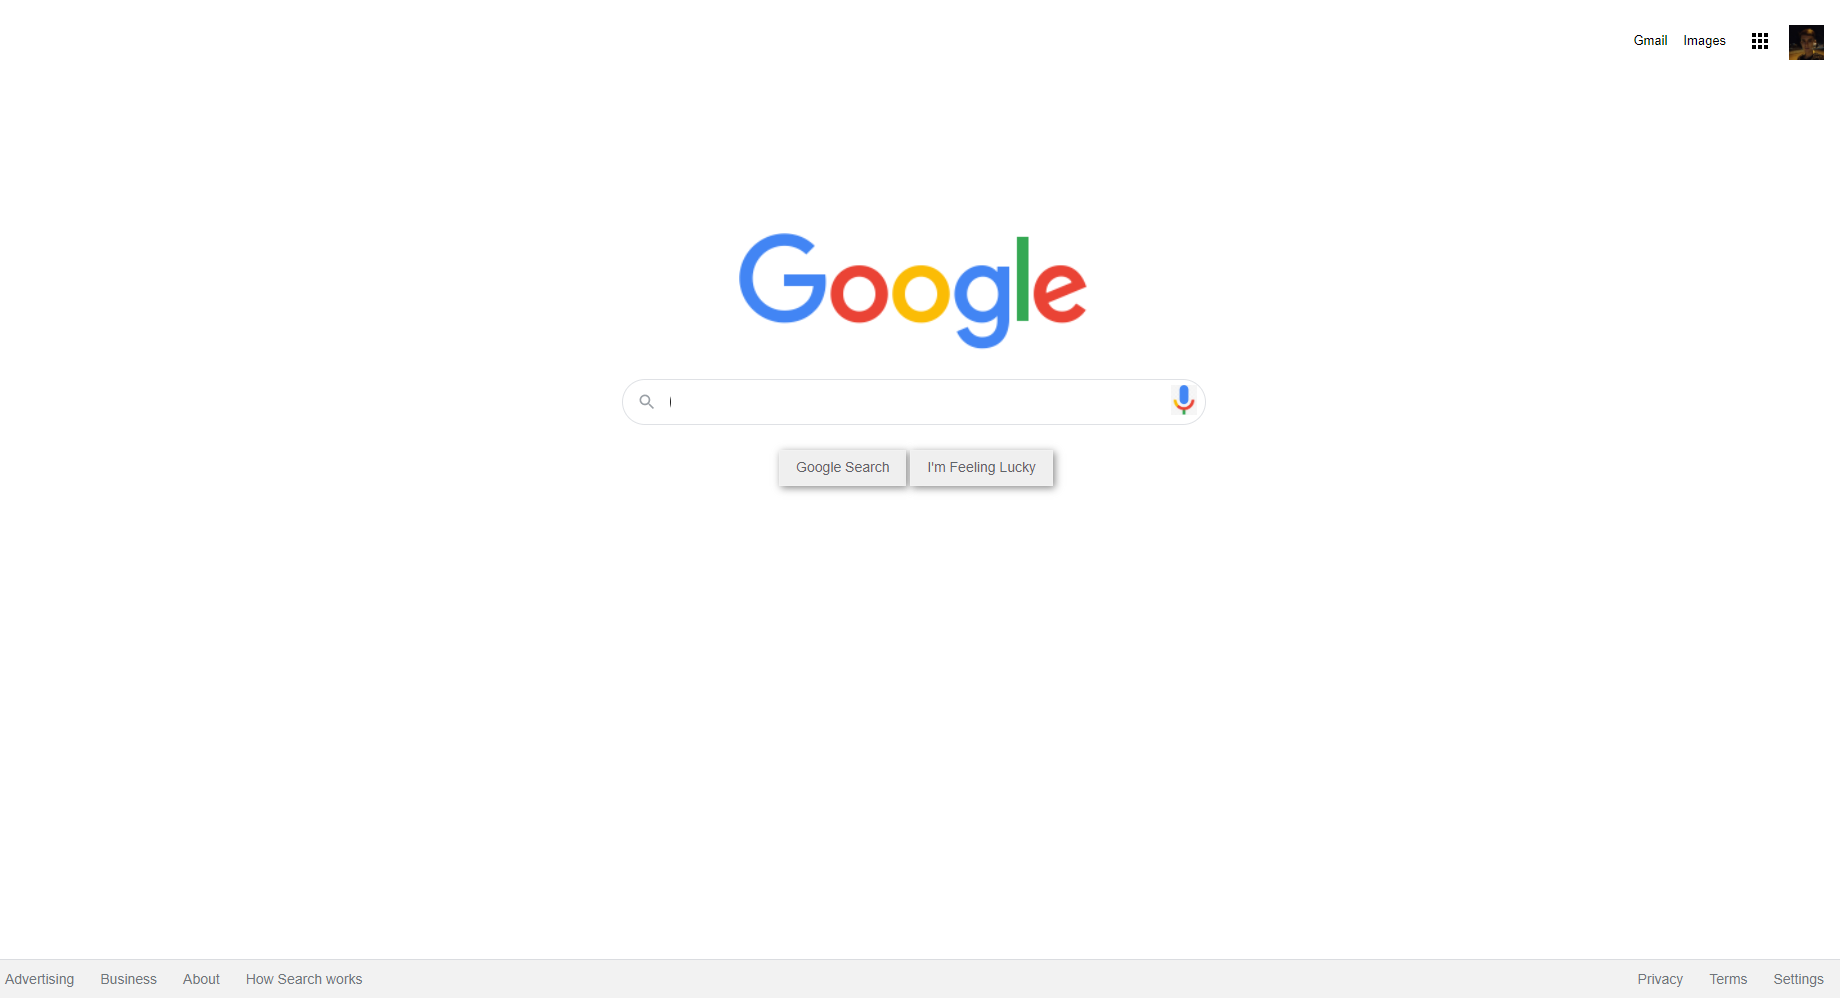 Gmail Images
Google
Google Search I'm Feeling Lucky
Advertising Business About How Search works Privacy Terms Settings